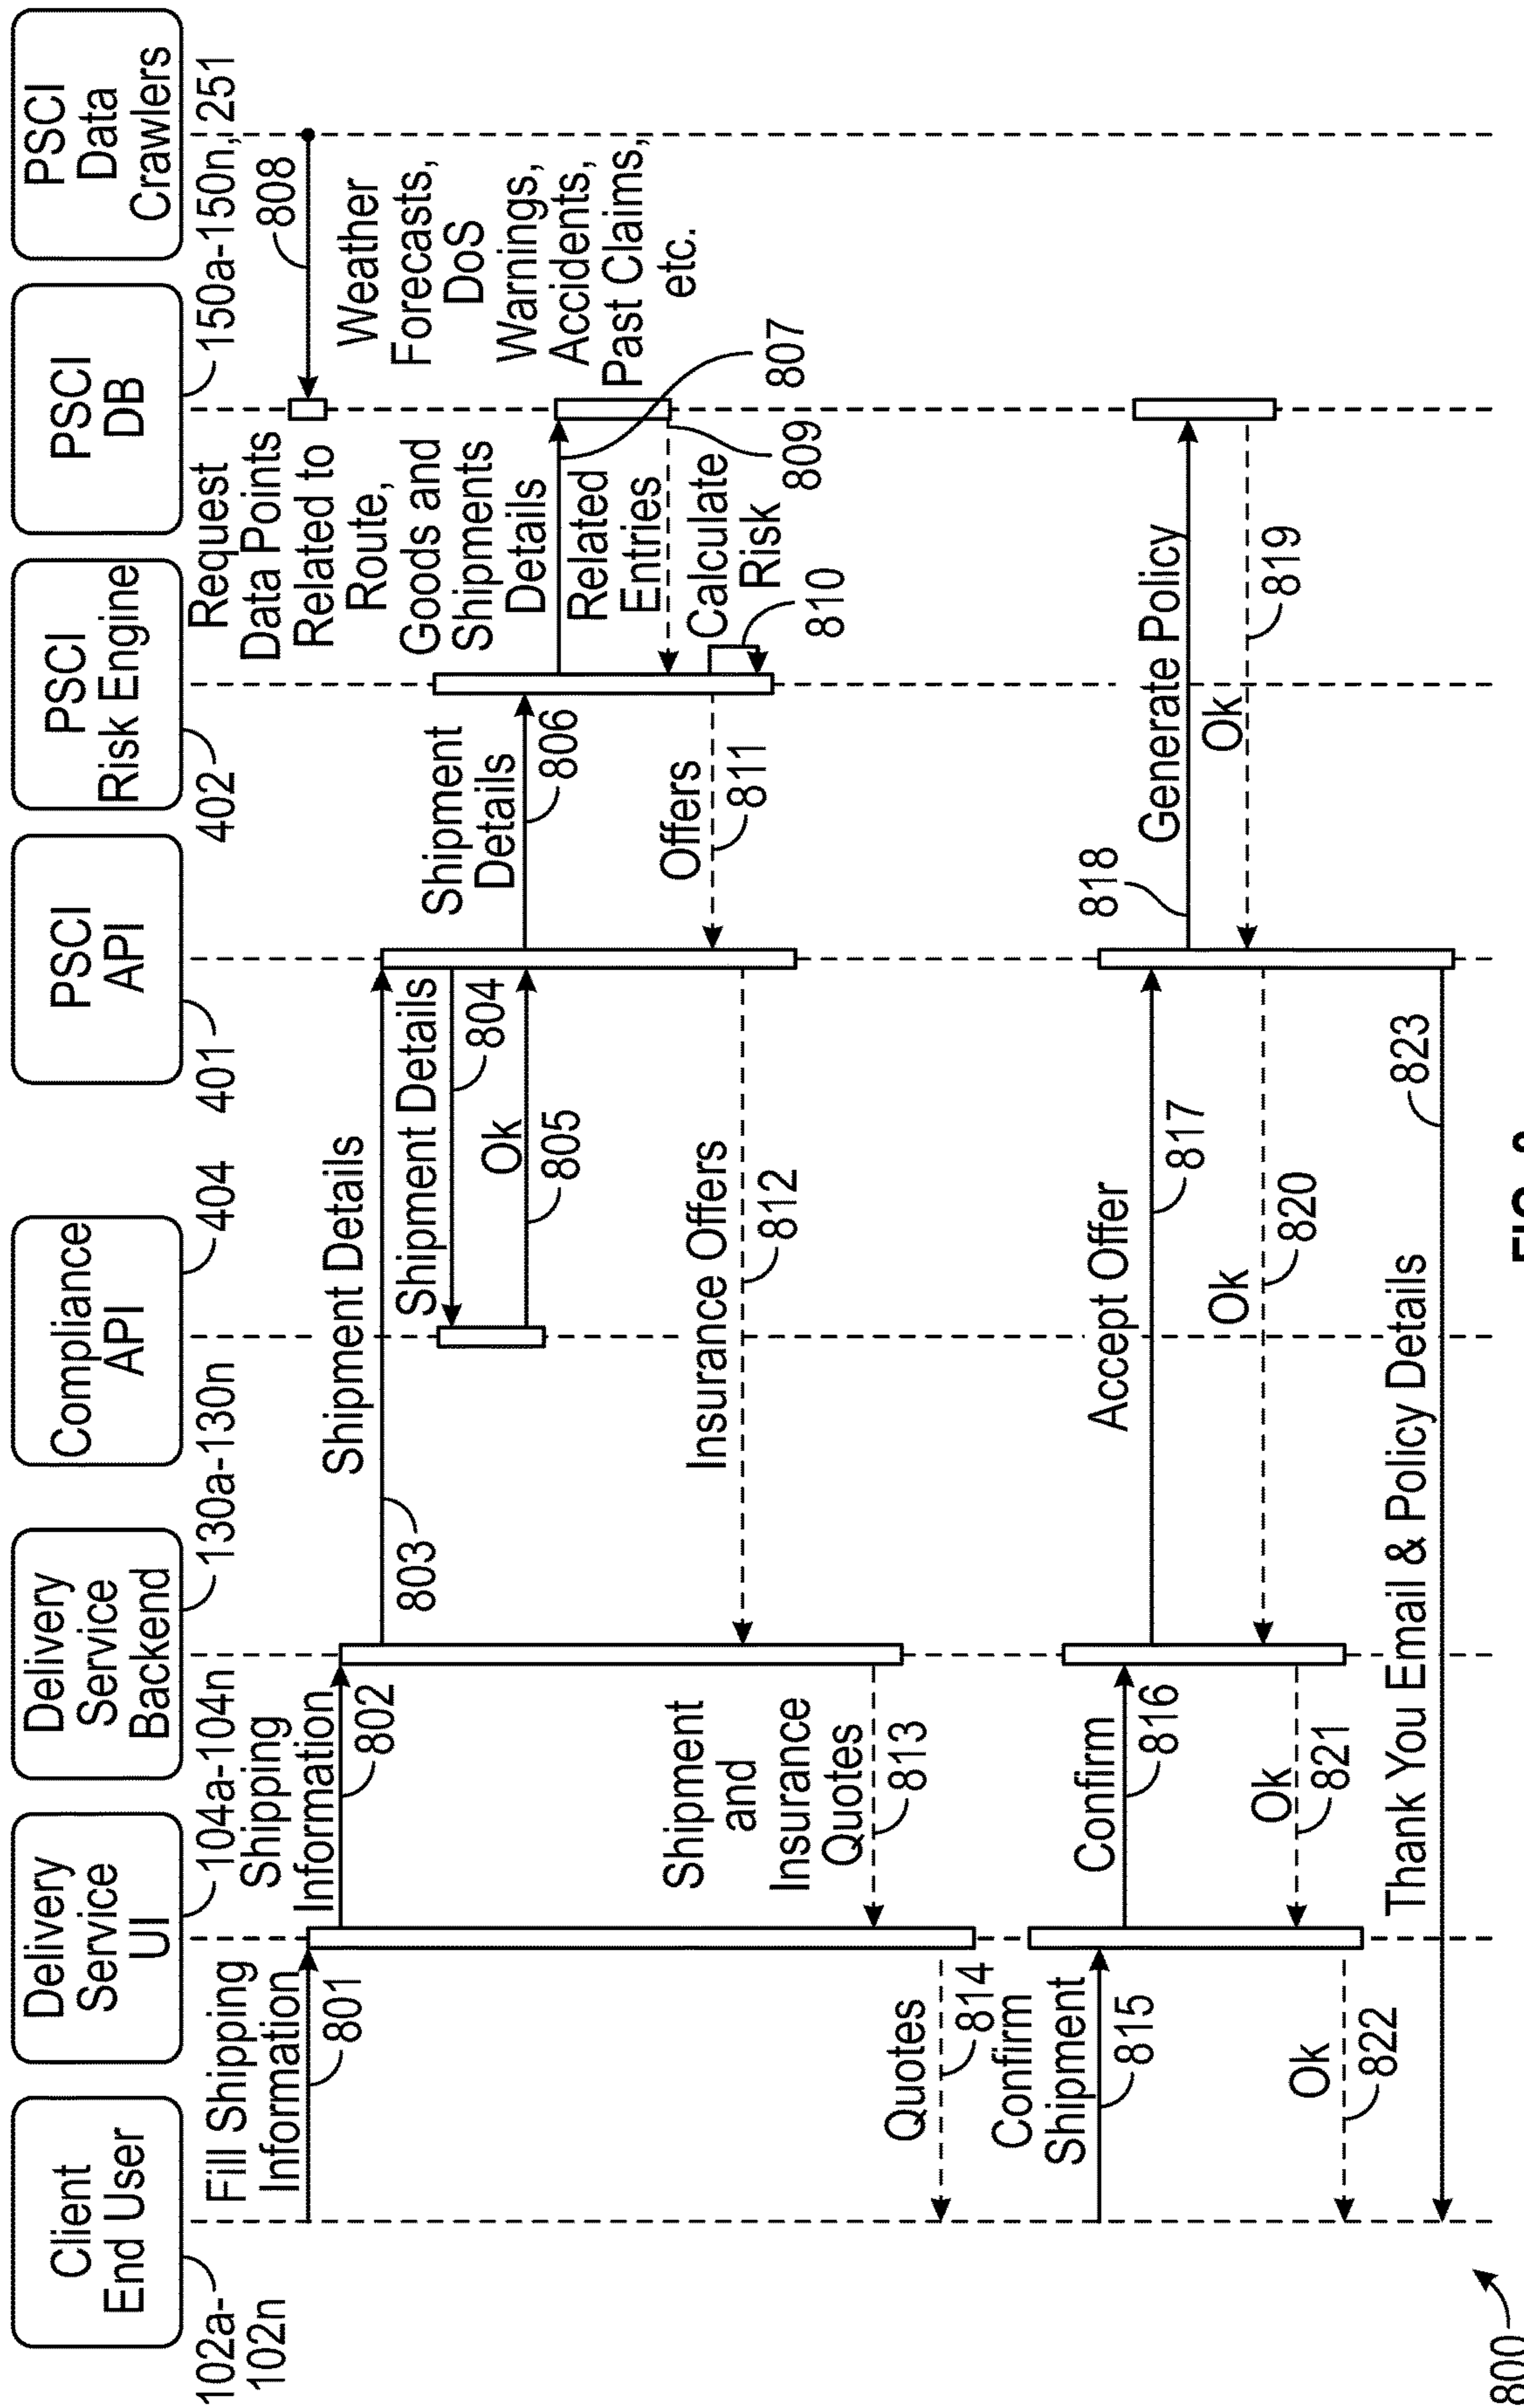 Client
End User
102a-
102n
Delivery
Service
UI
104a-104n
Delivery
Service
Backend
130a-130n
Compliance
API
404
PSCI
API
401
PSCI
Risk Engine
402
PSCI
DB
150a-150n, 251
PSCI
Data
Crawlers
Fill Shipping
Information
801
Shipping
Information
802
Shipment Details
803
Shipment Details
804
Ok
805
Shipment
Details
806
Request
Data Points
Related to
Route,
Goods and
Shipments
Details
807
808
Weather
Forecasts,
DoS
Warnings,
Accidents,
Past Claims,
etc.
Related
Entries
809
Calculate
Risk
810
Offers
811
Insurance Offers
812
Shipment
and
Insurance
Quotes
813
Quotes
814
Confirm
Shipment
815
Confirm
816
Accept Offer
817
818
Generate Policy
Ok
819
Ok
820
Ok
821
Ok
822
Thank You Email & Policy Details
823
800